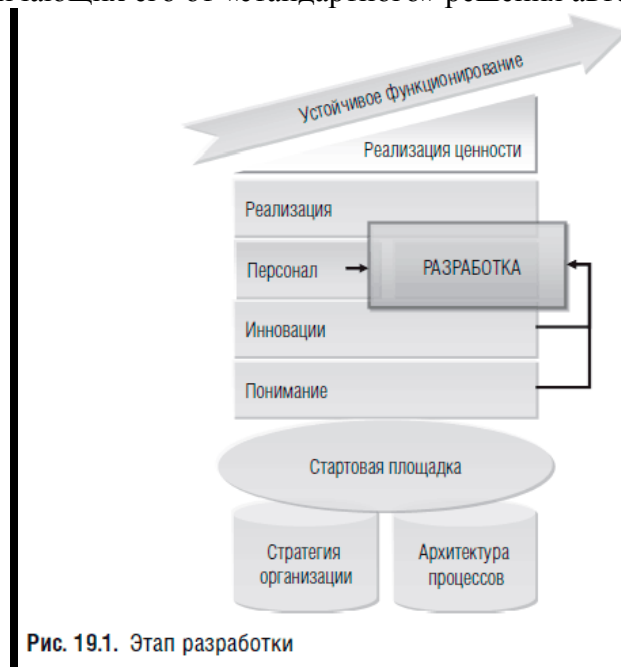 Устойчивое функционирование
Реализация ценности
Реализация
Персонал
РАЗРАБОТКА
Инновации
Понимание
Стартовая площадка
Стратегия
организации
Архитектура
процессов
Рис. 19.1. Этап разработки